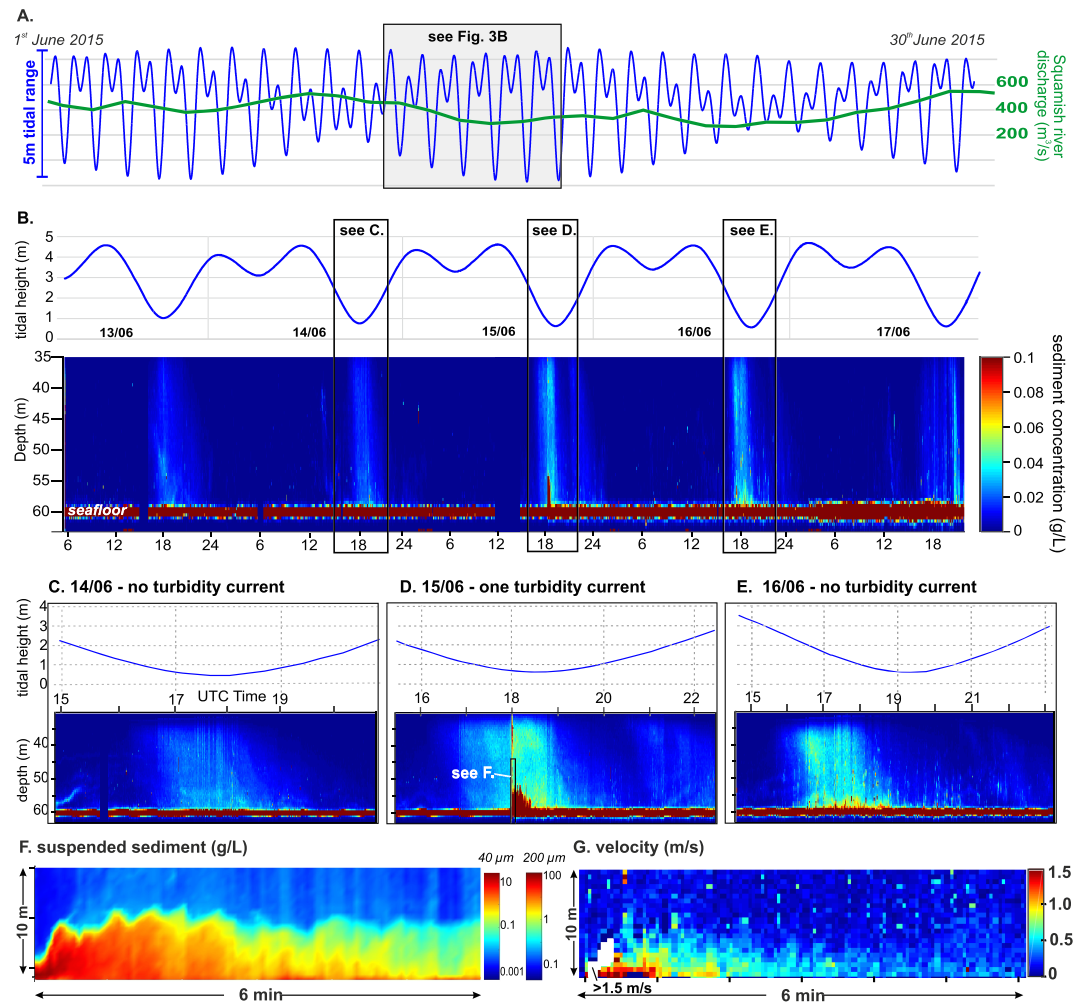 A.
1st June 2015
see Fig. 3B
30th June 2015
5m tidal range
600
400
200
Squamish river
discharge (m³/s)
B.
see C.
see D.
see E.
tidal height (m)
5
4
3
2
1
0
13/06
14/06
15/06
16/06
17/06
Depth (m)
35
40
45
50
55
60
seafloor
6 12 18 24 6 12 18 24 6 12 18 24 6 12 18 24 6 12 18
0.1
0.08
0.06
0.04
0.02
0
sediment concentration (g/L)
C. 14/06 - no turbidity current
D. 15/06 - one turbidity current
E. 16/06 - no turbidity current
tidal height (m)
4
3
2
1
0
15 17 UTC Time 19
16 18 20 22
15 17 19 21
depth (m)
40
50
60
see F.
F. suspended sediment (g/L)
40 µm
200 µm
10
0.1
0.001
100
1
0.1
10 m
6 min
G. velocity (m/s)
10 m
>1.5 m/s
6 min
1.5
1.0
0.5
0